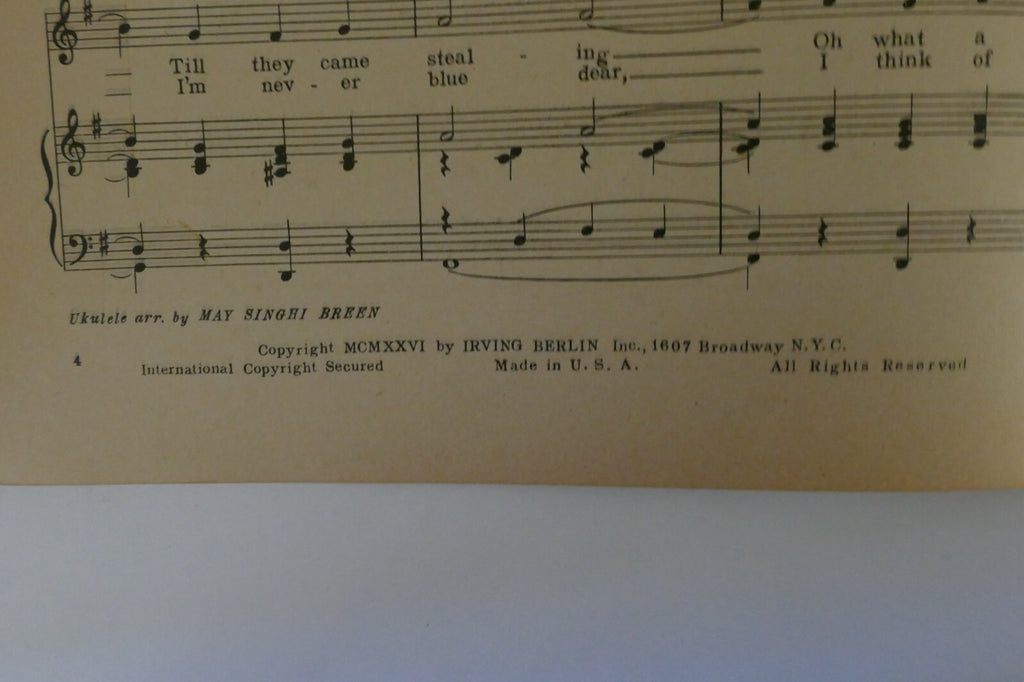 Till they came steal - ing Oh what a
I'm nev - er blue dear, I think of
Ukulele arr. by MAY SINGHI BREEN
Copyright MCMXXVI by IRVING BERLIN Inc., 1607 Broadway N.Y.C.
4 International Copyright Secured Made in U. S. A. All Rights Reserved